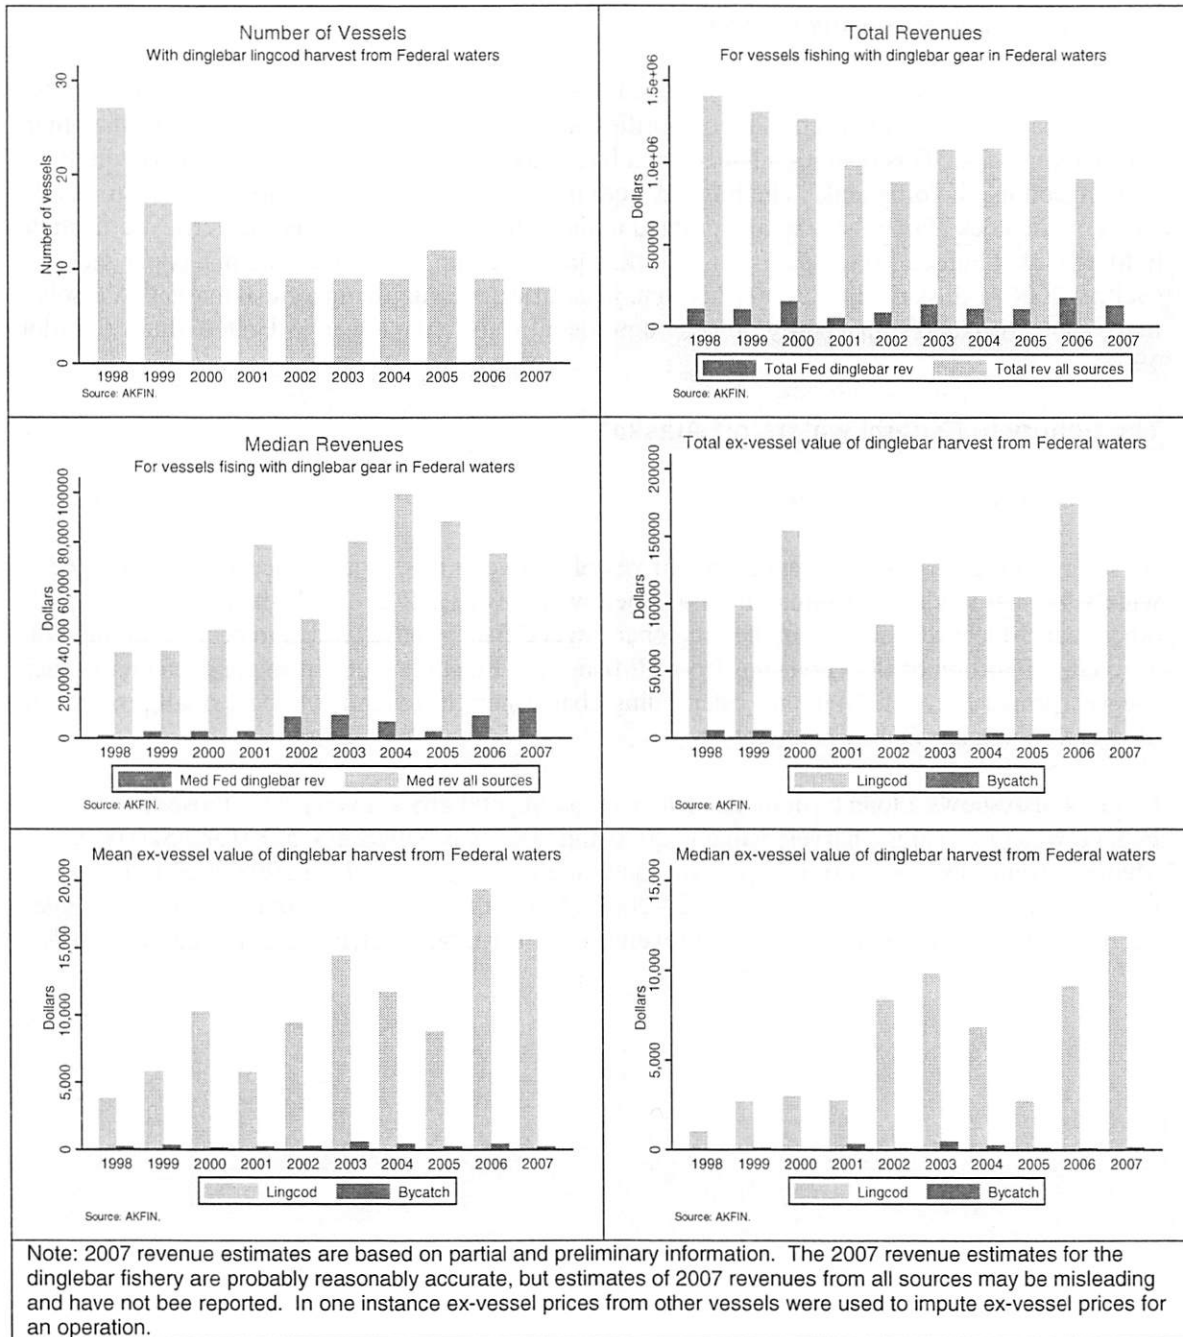 Number of Vessels
With dinglebar lingcod harvest from Federal waters
Number of vessels
0 10 20 30
1998 1999 2000 2001 2002 2003 2004 2005 2006 2007
Source: AKFIN.
Total Revenues
For vessels fishing with dinglebar gear in Federal waters
Dollars
0 500000 1.0e+06 1.5e+06
1998 1999 2000 2001 2002 2003 2004 2005 2006 2007
Total Fed dinglebar rev Total rev all sources
Source: AKFIN.
Median Revenues
For vessels fising with dinglebar gear in Federal waters
Dollars
0 20,000 40,000 60,000 80,000 100000
1998 1999 2000 2001 2002 2003 2004 2005 2006 2007
Med Fed dinglebar rev Med rev all sources
Source: AKFIN.
Total ex-vessel value of dinglebar harvest from Federal waters
Dollars
0 50,000 100000 150000 200000
1998 1999 2000 2001 2002 2003 2004 2005 2006 2007
Lingcod Bycatch
Source: AKFIN.
Mean ex-vessel value of dinglebar harvest from Federal waters
Dollars
0 5,000 10,000 15,000 20,000
1998 1999 2000 2001 2002 2003 2004 2005 2006 2007
Lingcod Bycatch
Source: AKFIN.
Median ex-vessel value of dinglebar harvest from Federal waters
Dollars
0 5,000 10,000 15,000
1998 1999 2000 2001 2002 2003 2004 2005 2006 2007
Lingcod Bycatch
Source: AKFIN.
Note: 2007 revenue estimates are based on partial and preliminary information. The 2007 revenue estimates for the
dinglebar fishery are probably reasonably accurate, but estimates of 2007 revenues from all sources may be misleading
and have not bee reported. In one instance ex-vessel prices from other vessels were used to impute ex-vessel prices for
an operation.